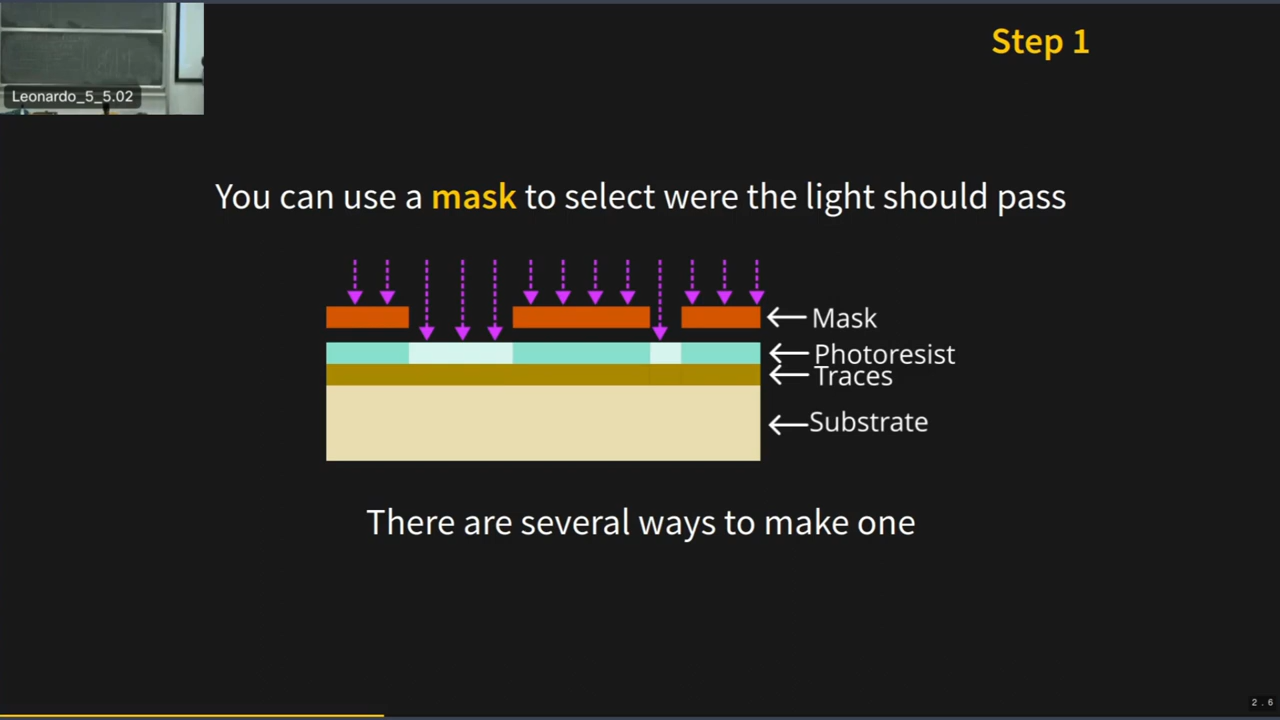 Step 1
Leonardo_5_5.02
You can use a mask to select were the light should pass
Mask
Photoresist
Traces
Substrate
There are several ways to make one
2.6